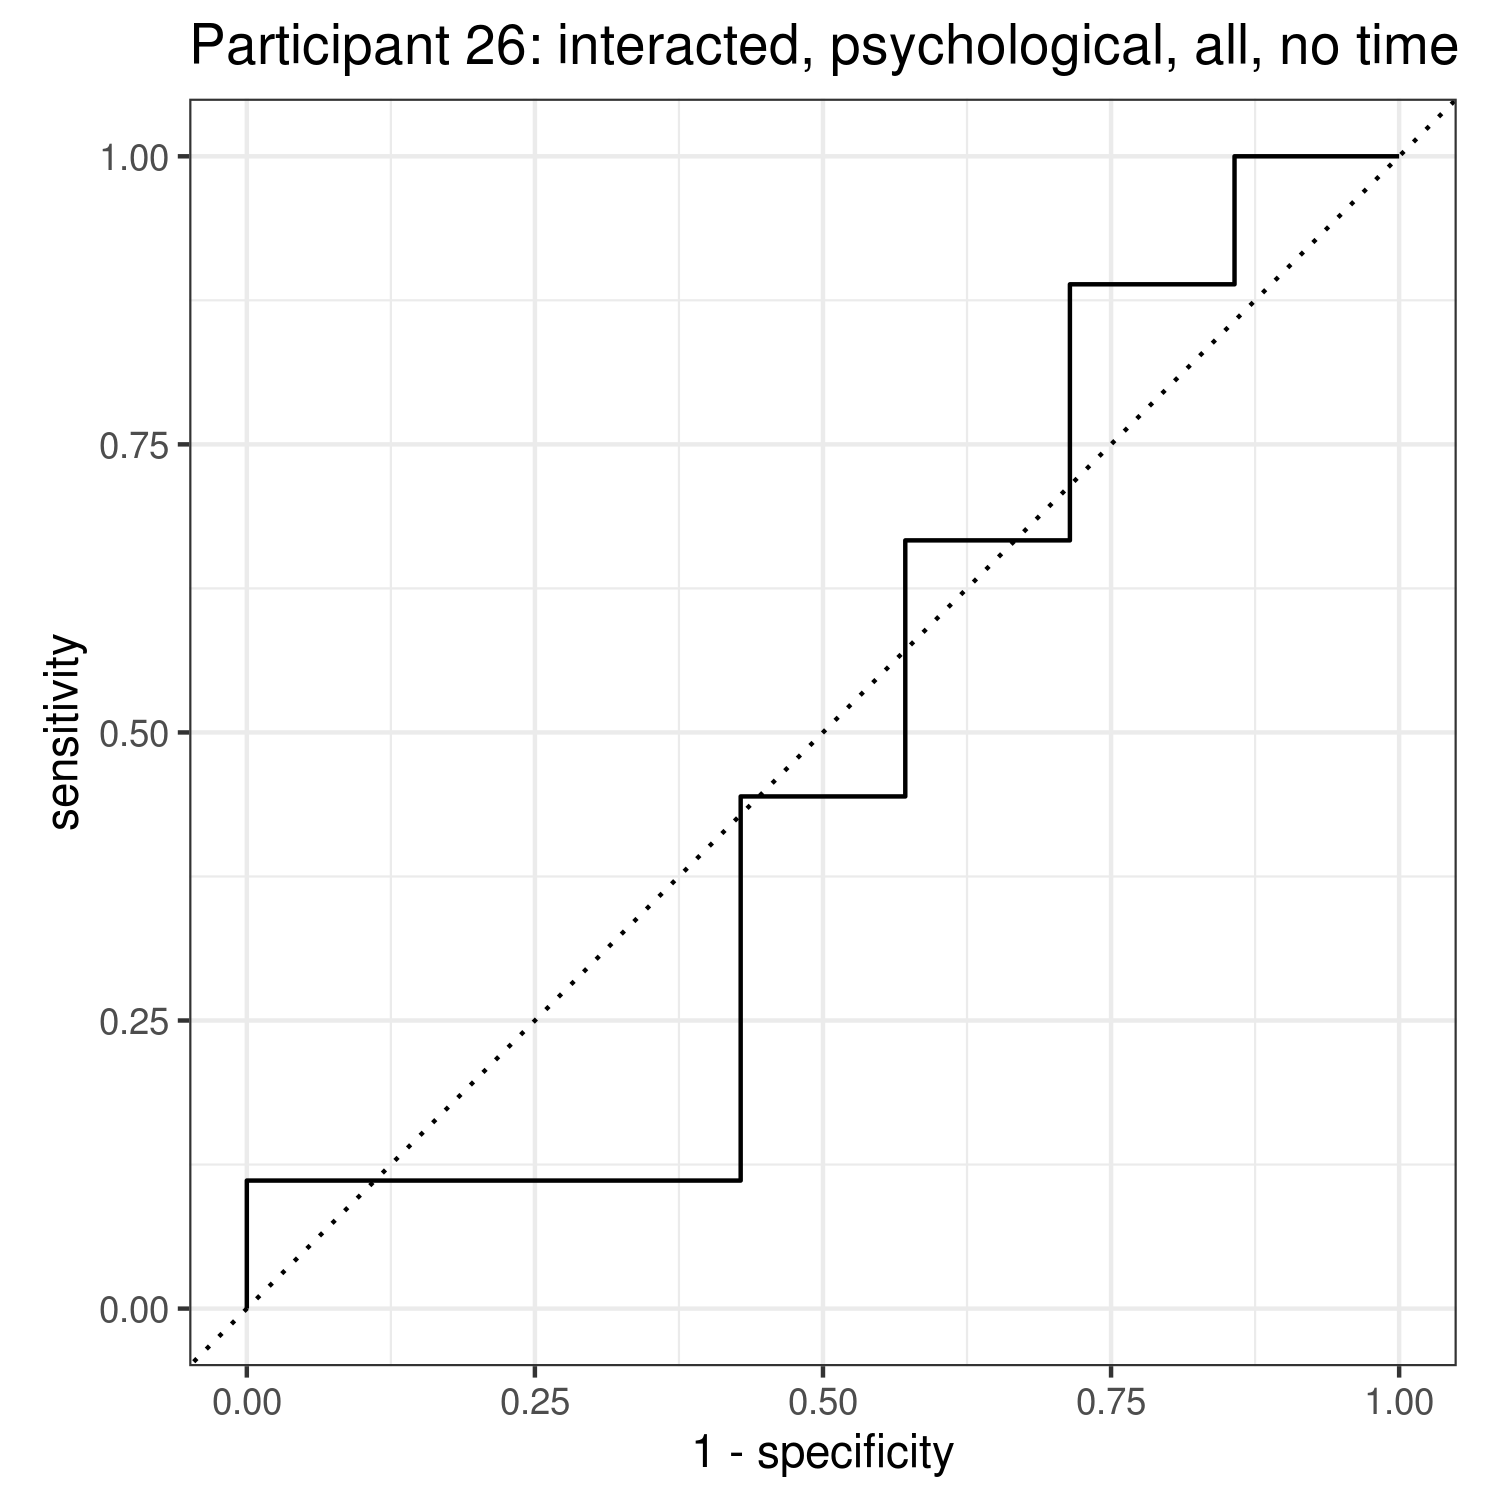 Participant 26: interacted, psychological, all, no time
1.00
0.75
0.50
0.25
0.00
sensitivity
0.00 0.25 0.50 0.75 1.00
1 - specificity